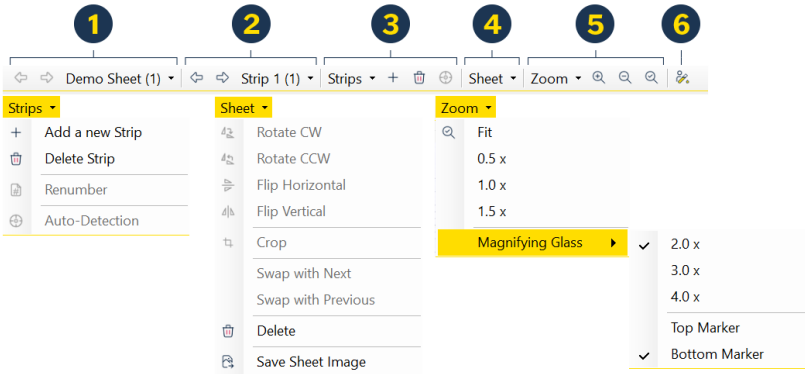 1 2 3 4 5 6
Demo Sheet (1) Strip 1 (1) Strips Sheet Zoom
Strips
Add a new Strip
Delete Strip
Renumber
Auto-Detection
Sheet
Rotate CW
Rotate CCW
Flip Horizontal
Flip Vertical
Crop
Swap with Next
Swap with Previous
Delete
Save Sheet Image
Zoom
Fit
0.5 x
1.0 x
1.5 x
Magnifying Glass
2.0 x
3.0 x
4.0 x
Top Marker
Bottom Marker